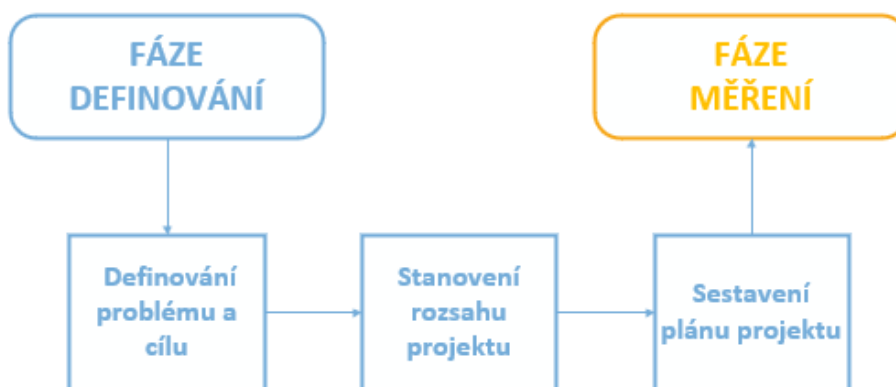 FÁZE
DEFINOVÁNÍ
FÁZE
MĚŘENÍ
Definování
problému a
cílu
Stanovení
rozsahu
projektu
Sestavení
plánu projektu